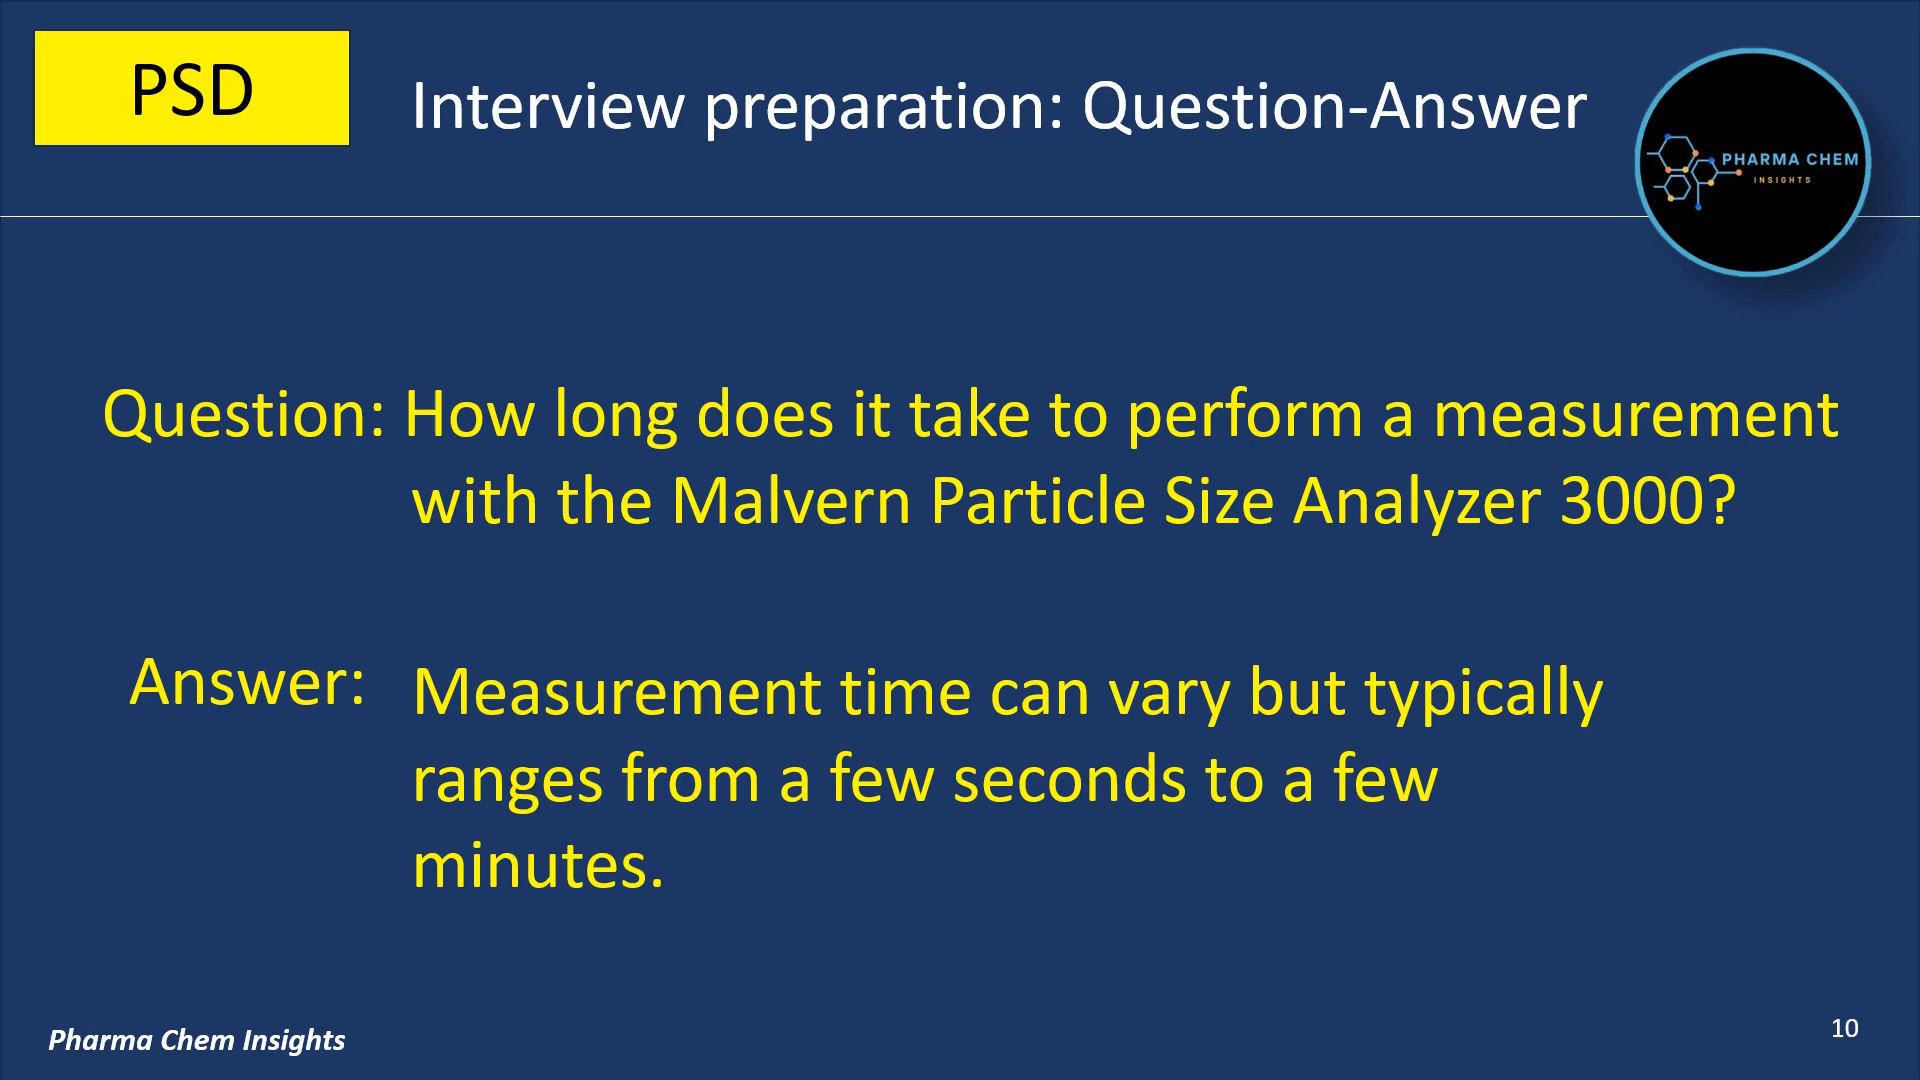 PSD
Interview preparation: Question-Answer
PHARMA CHEM
INSIGHTS
Question: How long does it take to perform a measurement
with the Malvern Particle Size Analyzer 3000?
Answer: Measurement time can vary but typically
ranges from a few seconds to a few
minutes.
Pharma Chem Insights
10